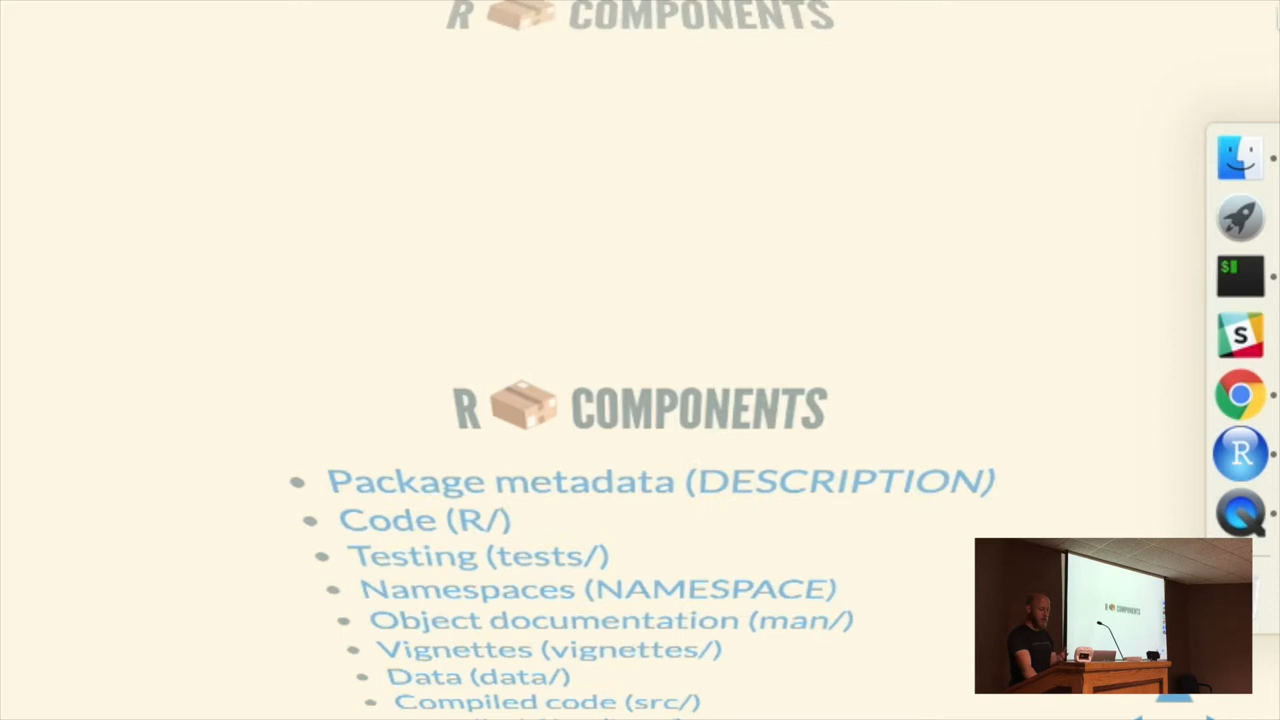 R 📦 COMPONENTS
R 📦 COMPONENTS
Package metadata (DESCRIPTION)
Code (R/)
Testing (tests/)
Namespaces (NAMESPACE)
Object documentation (man/)
Vignettes (vignettes/)
Data (data/)
Compiled code (src/)
$
S
R
R COMPONENTS